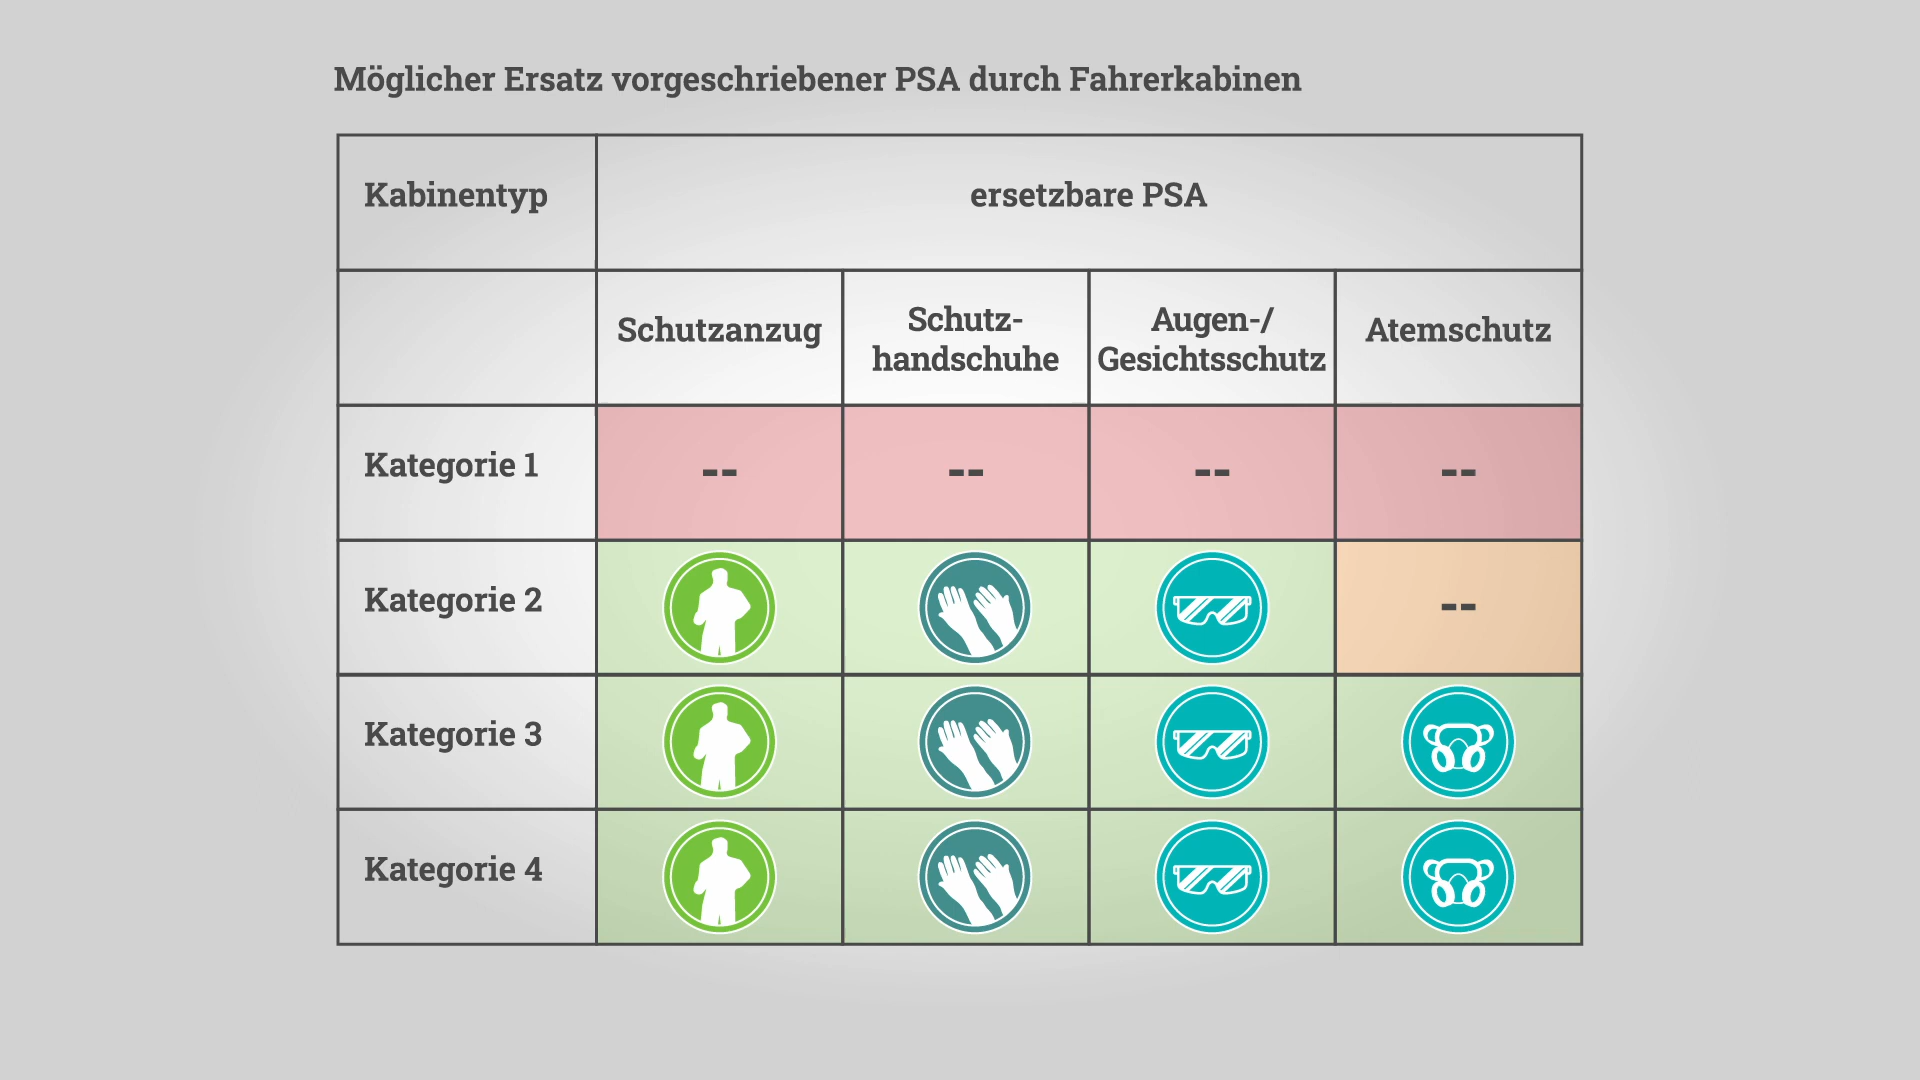 Möglicher Ersatz vorgeschriebener PSA durch Fahrerkabinen
Kabinentyp
ersetzbare PSA
Schutzanzug
Schutz-
handschuhe
Augen-/
Gesichtsschutz
Atemschutz
Kategorie 1
--
--
--
--
Kategorie 2
--
Kategorie 3
Kategorie 4